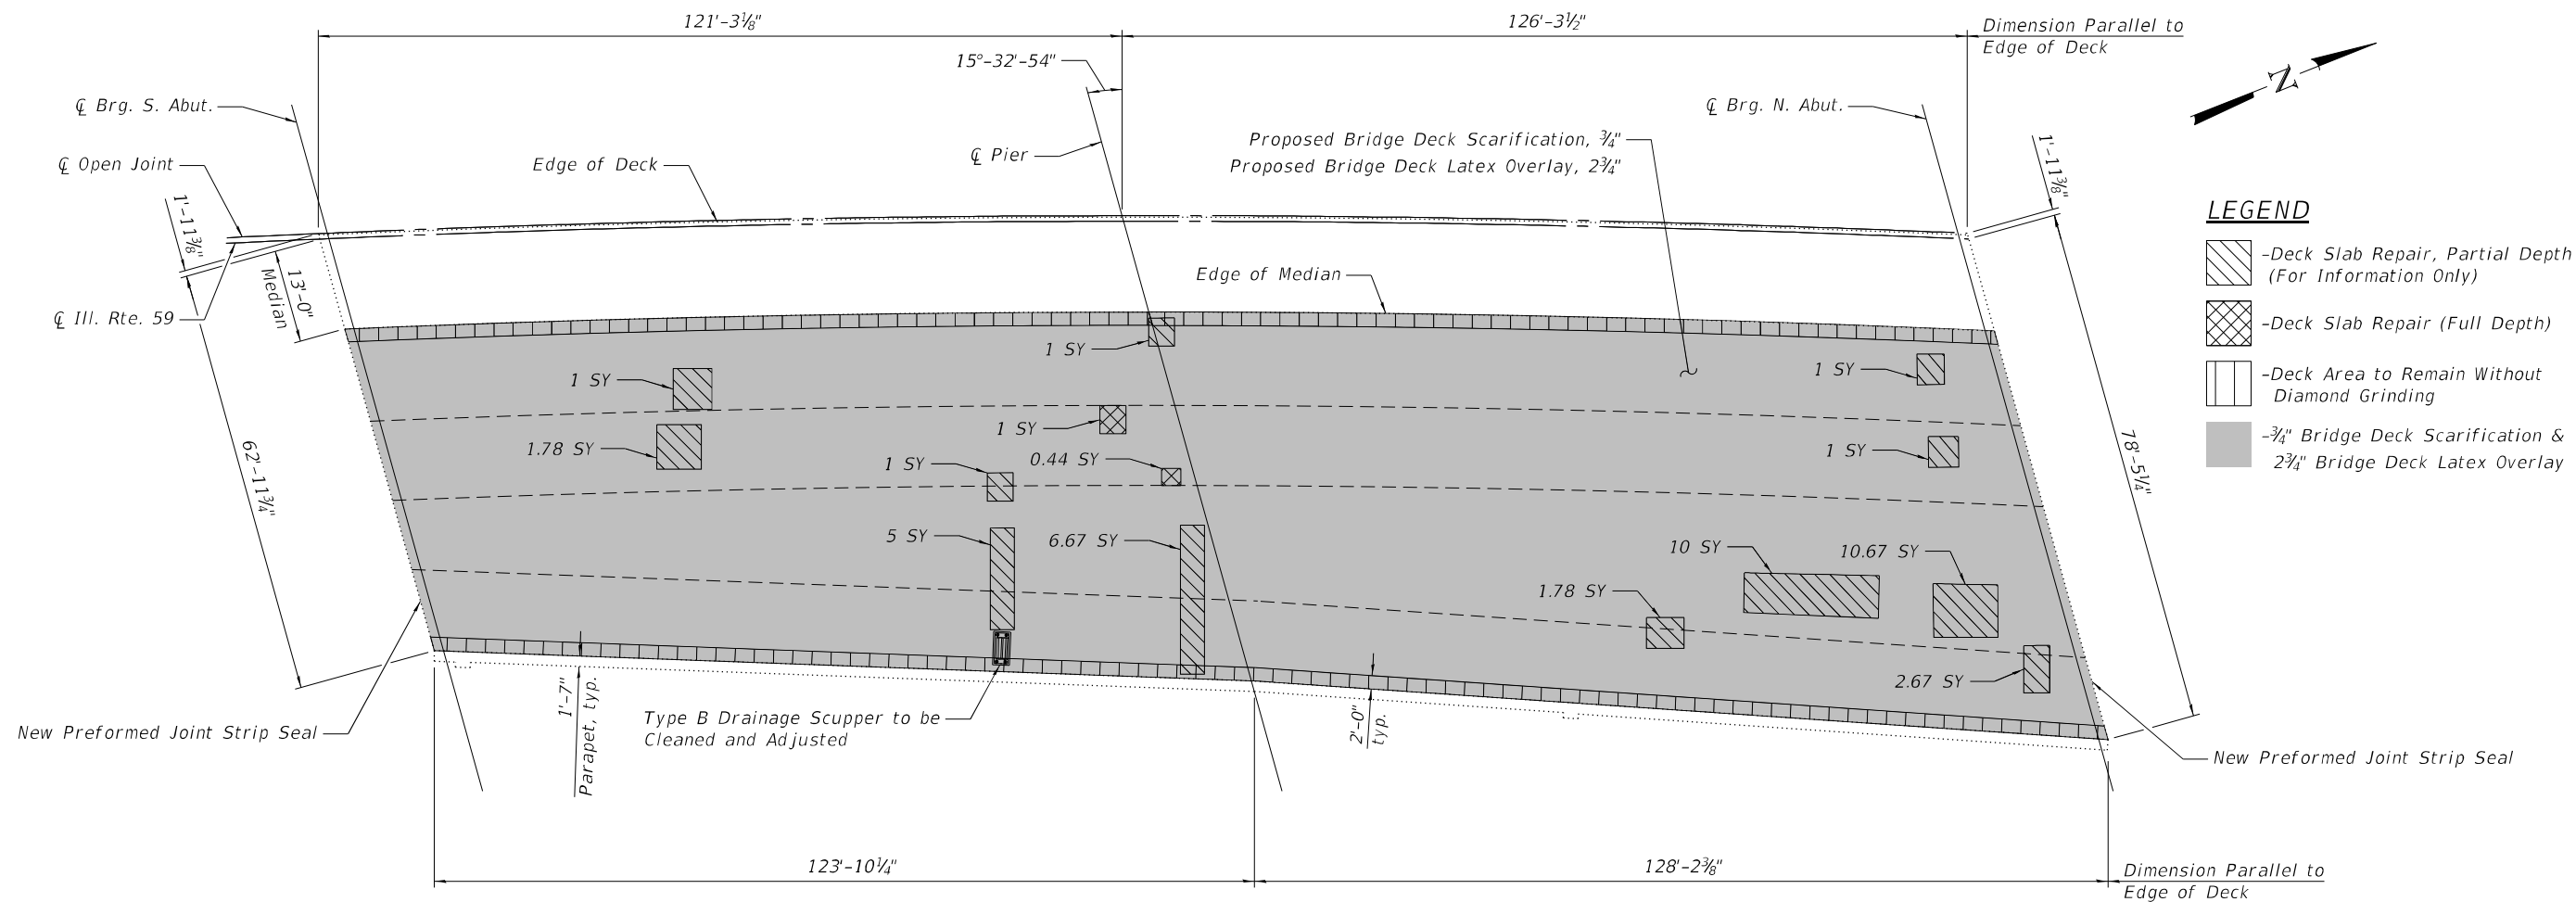 121'-3⅛"
126'-3½"
Dimension Parallel to
Edge of Deck
15°-32'-54"
N
℄ Brg. S. Abut.
℄ Brg. N. Abut.
℄ Open Joint
Edge of Deck
℄ Pier
Proposed Bridge Deck Scarification, ¾"
Proposed Bridge Deck Latex Overlay, 2¾"
1'-11⅜"
1'-11⅜"
LEGEND
-Deck Slab Repair, Partial Depth
(For Information Only)
-Deck Slab Repair (Full Depth)
-Deck Area to Remain Without
Diamond Grinding
-¾" Bridge Deck Scarification &
2¾" Bridge Deck Latex Overlay
13'-0"
Median
Edge of Median
℄ Ill. Rte. 59
1 SY
1 SY
1 SY
1 SY
1.78 SY
1 SY
0.44 SY
1 SY
62'-11¾"
78'-5¼"
5 SY
6.67 SY
10 SY
10.67 SY
1.78 SY
2.67 SY
New Preformed Joint Strip Seal
1'-7"
Parapet, typ.
Type B Drainage Scupper to be
Cleaned and Adjusted
2'-0"
typ.
New Preformed Joint Strip Seal
123'-10¼"
128'-2⅜"
Dimension Parallel to
Edge of Deck